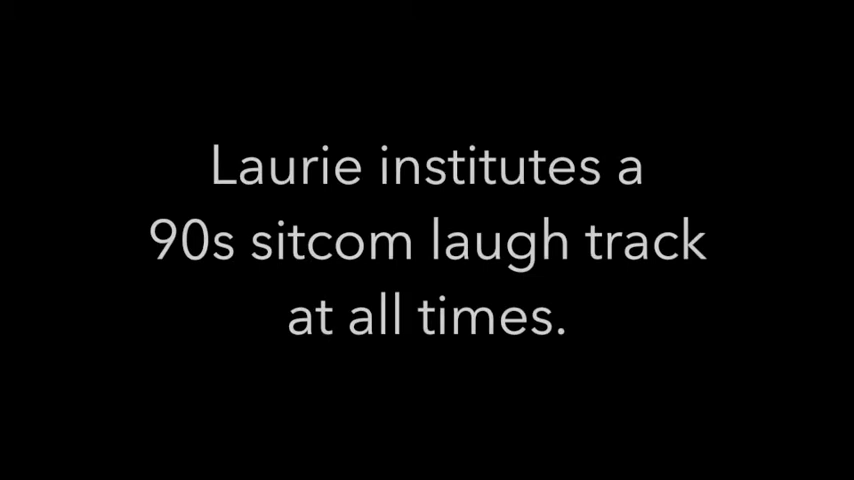 Laurie institutes a
90s sitcom laugh track
at all times.